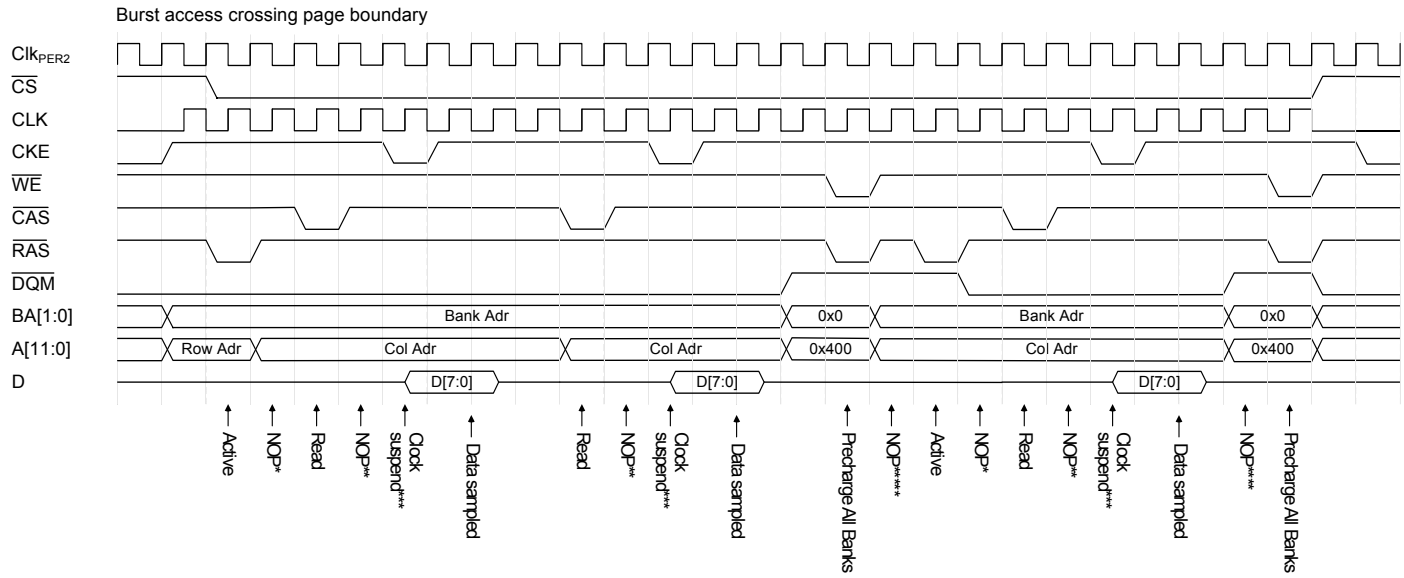 Burst access crossing page boundary
ClkPER2
CS
CLK
CKE
WE
CAS
RAS
DQM
BA[1:0] Bank Adr 0x0 Bank Adr 0x0
A[11:0] Row Adr Col Adr Col Adr 0x400 Col Adr 0x400
D D[7:0] D[7:0] D[7:0]
Active
NOP*
Read
NOP**
Clock
suspend***
Data sampled
Read
NOP**
Clock
suspend***
Data sampled
Precharge All Banks
NOP*****
Active
NOP*
Read
NOP**
Clock
suspend***
Data sampled
NOP****
Precharge All Banks